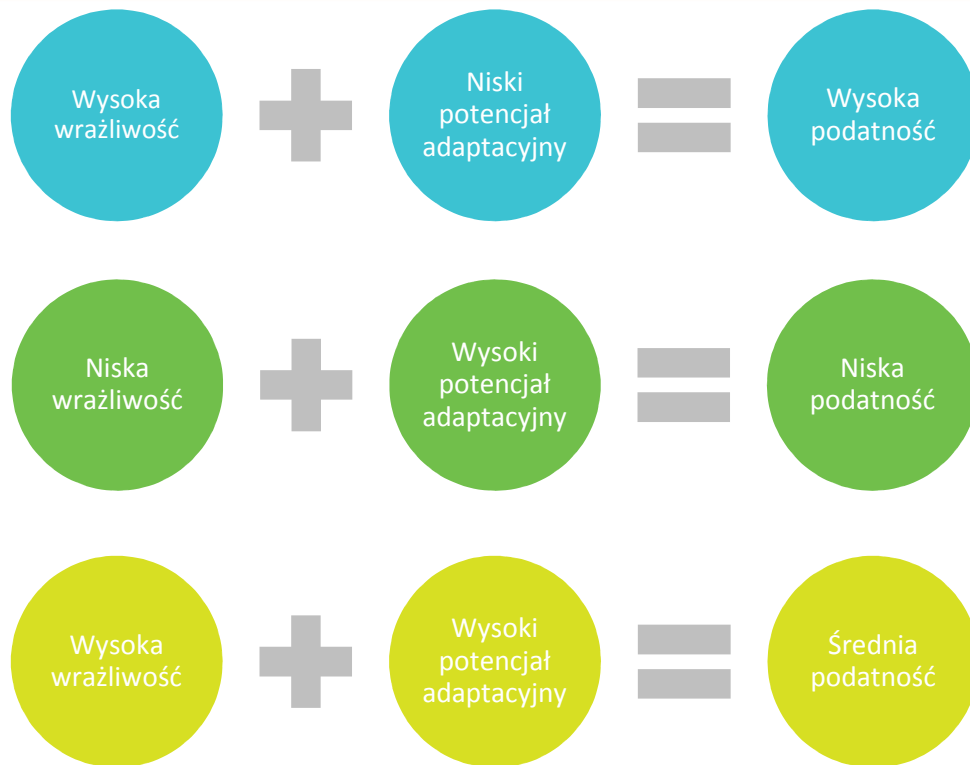 Wysoka
wrażliwość
Niski
potencjał
adaptacyjny
Wysoka
podatność
Niska
wrażliwość
Wysoki
potencjał
adaptacyjny
Niska
podatność
Wysoka
wrażliwość
Wysoki
potencjał
adaptacyjny
Średnia
podatność